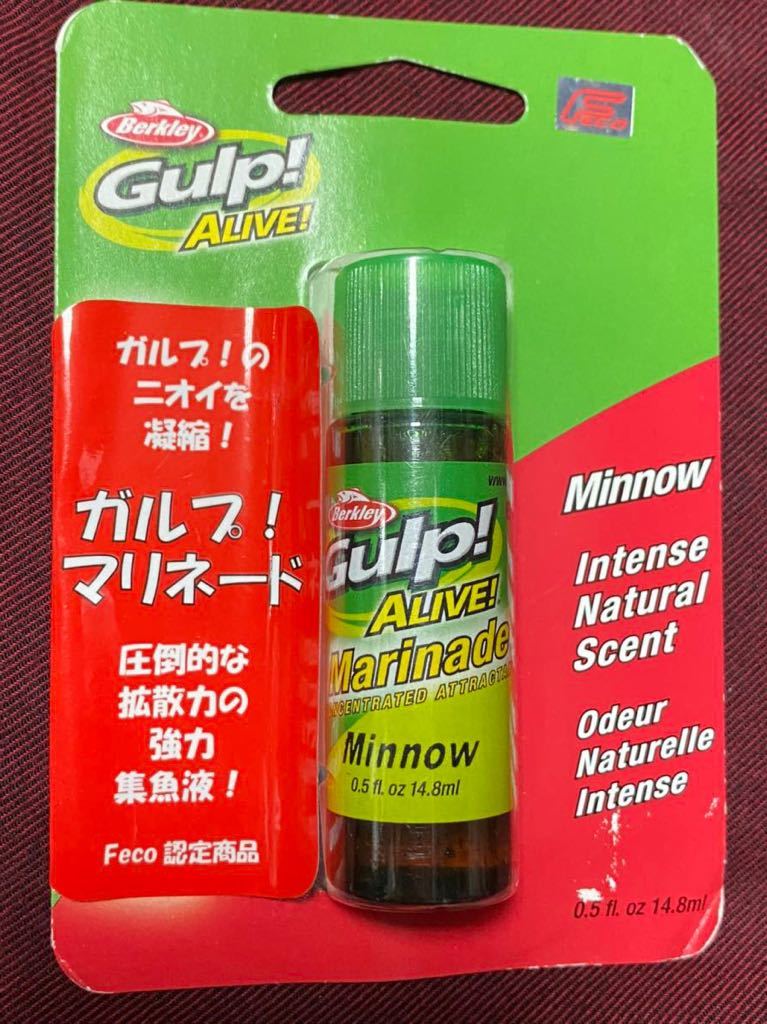 Berkley
Gulp!
ALIVE!
ガルプ!の
ニオイを
凝縮!
ガルプ!
マリネード
圧倒的な
拡散力の
強力
集魚液!
Feco 認定商品
Berkley
Gulp!
ALIVE!
Marinade
NCENTRATED ATTRACTA
Minnow
0.5 fl. oz 14.8ml
Minnow
Intense
Natural
Scent
Odeur
Naturelle
Intense
0.5 fl. oz 14.8ml